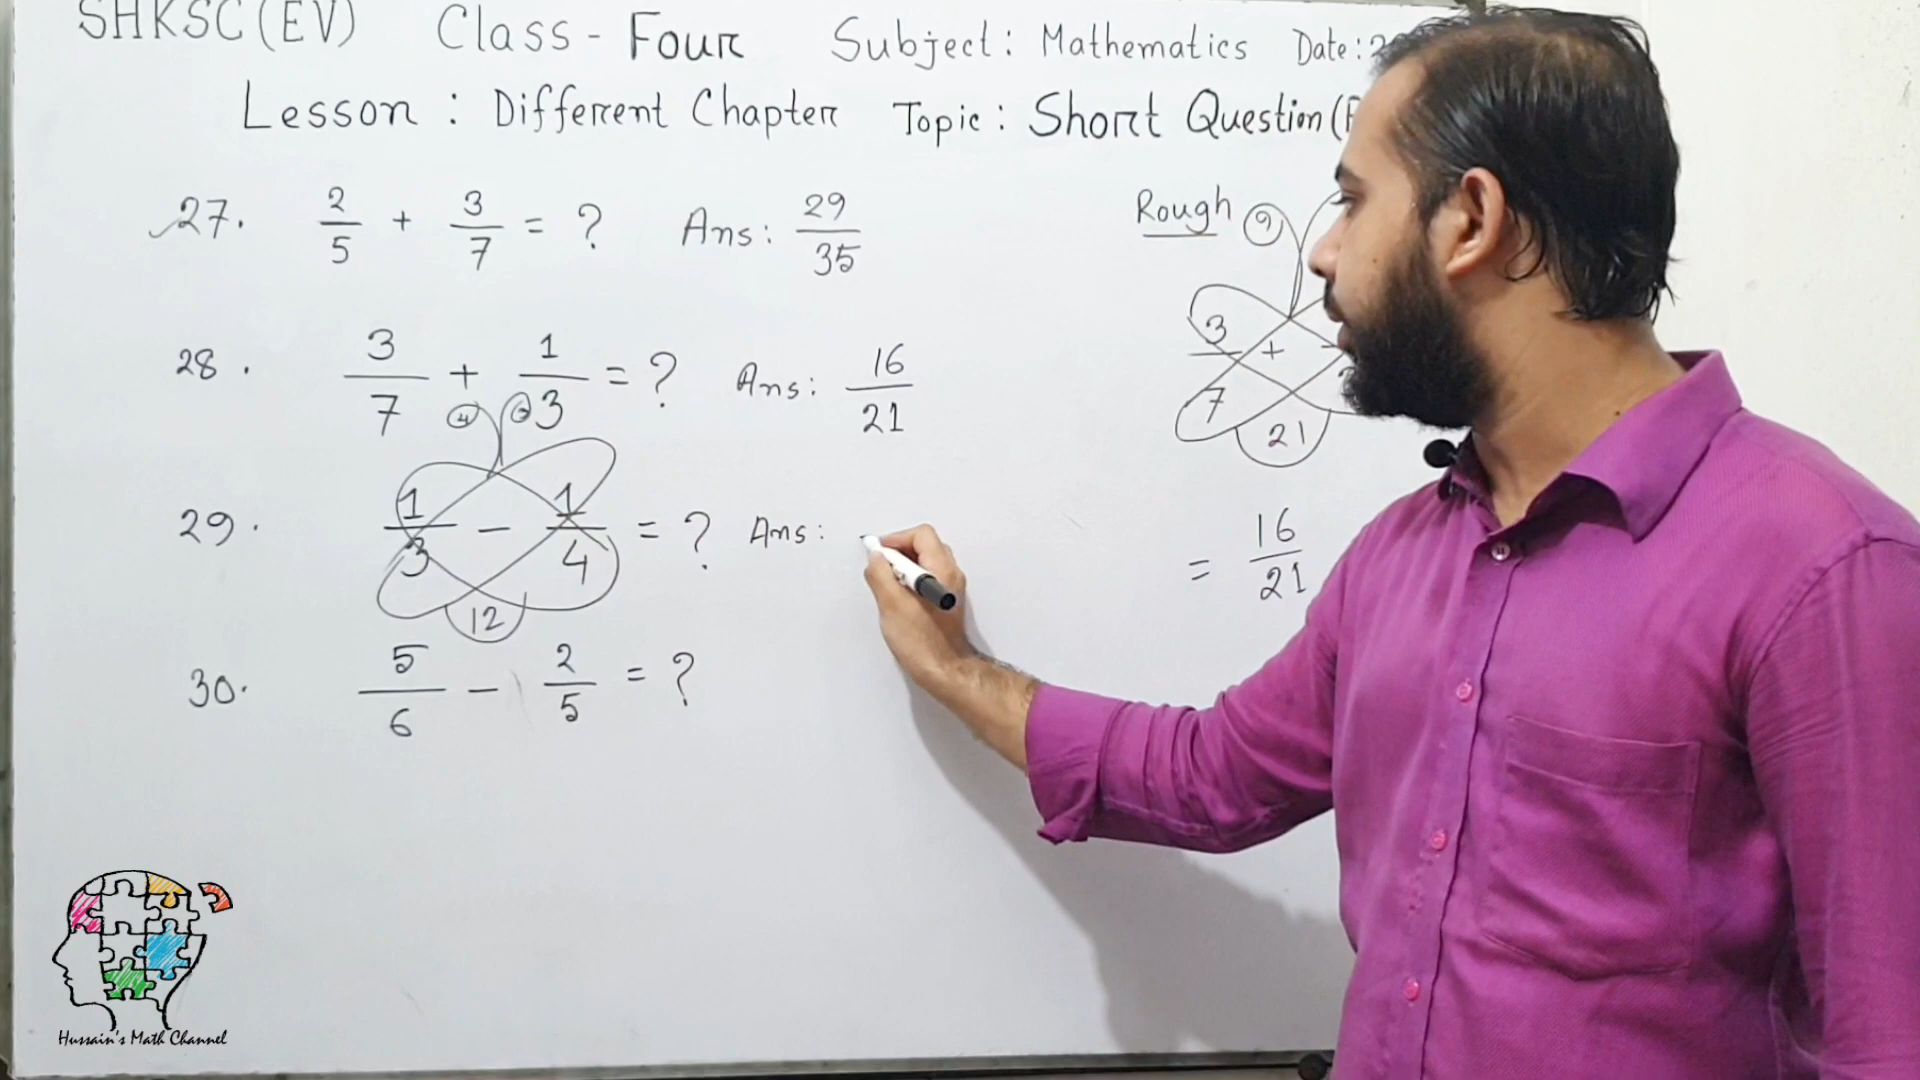 SHKSC (EV) Class - Four Subject: Mathematics Date:
Lesson : Different Chapter Topic: Short Question
27. 2/5 + 3/7 = ? Ans: 29/35
28. 3/7 + 1/3 = ? Ans: 16/21
29. 1/3 - 1/4 = ? Ans:
4 3
12
30. 5/6 - 2/5 = ?
Rough
9
3/7 +
21
= 16/21
Hussain's Math Channel